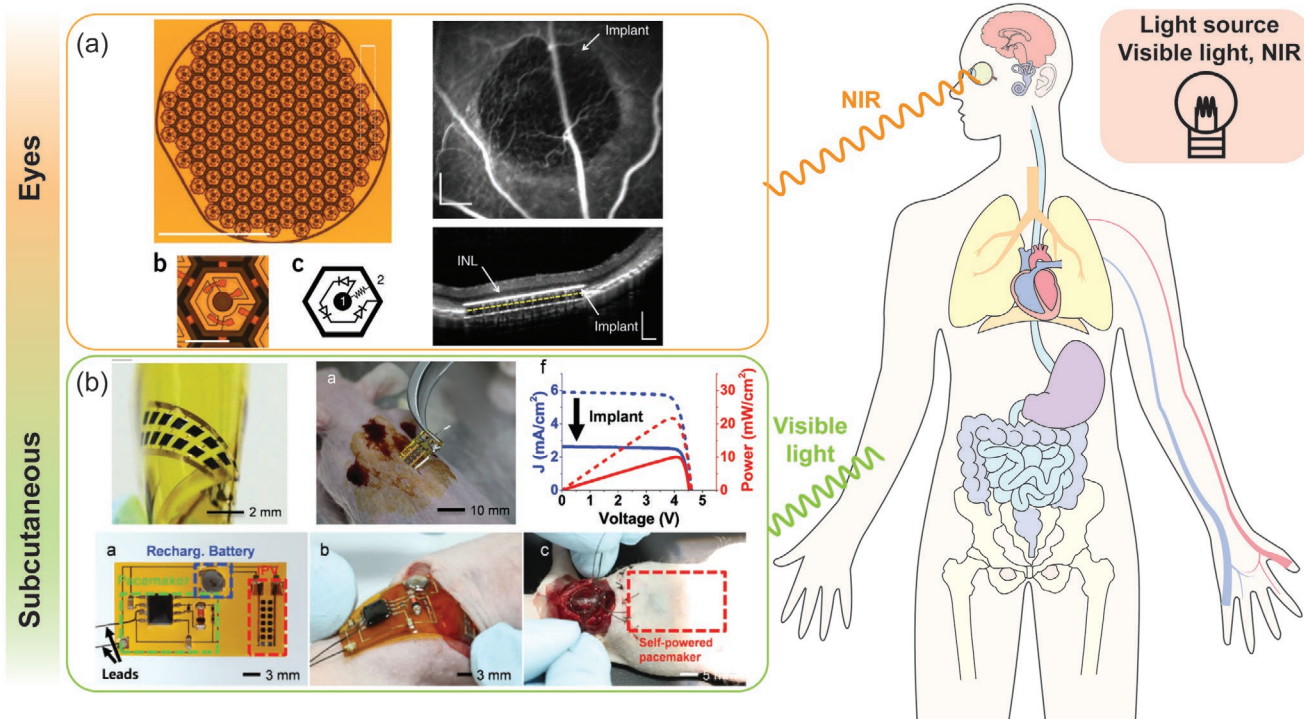 Eyes
(a)
Implant
b
c
1
2
INL
Implant
NIR
Light source
Visible light, NIR
Subcutaneous
(b)
2 mm
a
10 mm
f
J (mA/cm²)
6
4
2
0
Implant
30
20
10
0
Power (mW/cm²)
0 1 2 3 4 5
Voltage (V)
Visible
light
a
Recharg. Battery
Pacemaker
IPV
Leads
3 mm
b
3 mm
c
Self-powered
pacemaker
5 mm